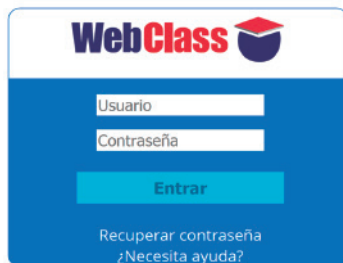 WebClass
Usuario
Contraseña
Entrar
Recuperar contraseña
¿Necesita ayuda?